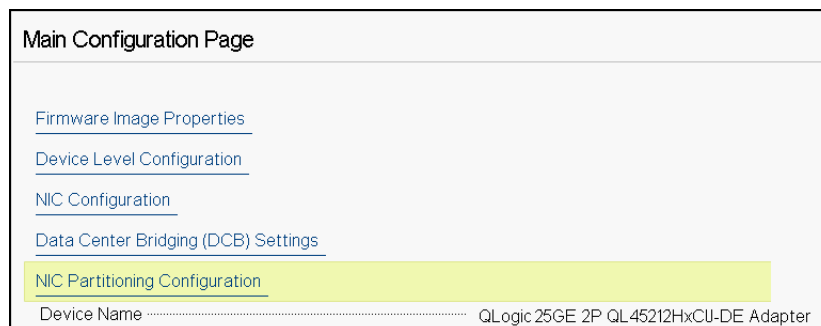 Main Configuration Page
Firmware Image Properties
Device Level Configuration
NIC Configuration
Data Center Bridging (DCB) Settings
NIC Partitioning Configuration
Device Name QLogic 25GE 2P QL45212HxCU-DE Adapter